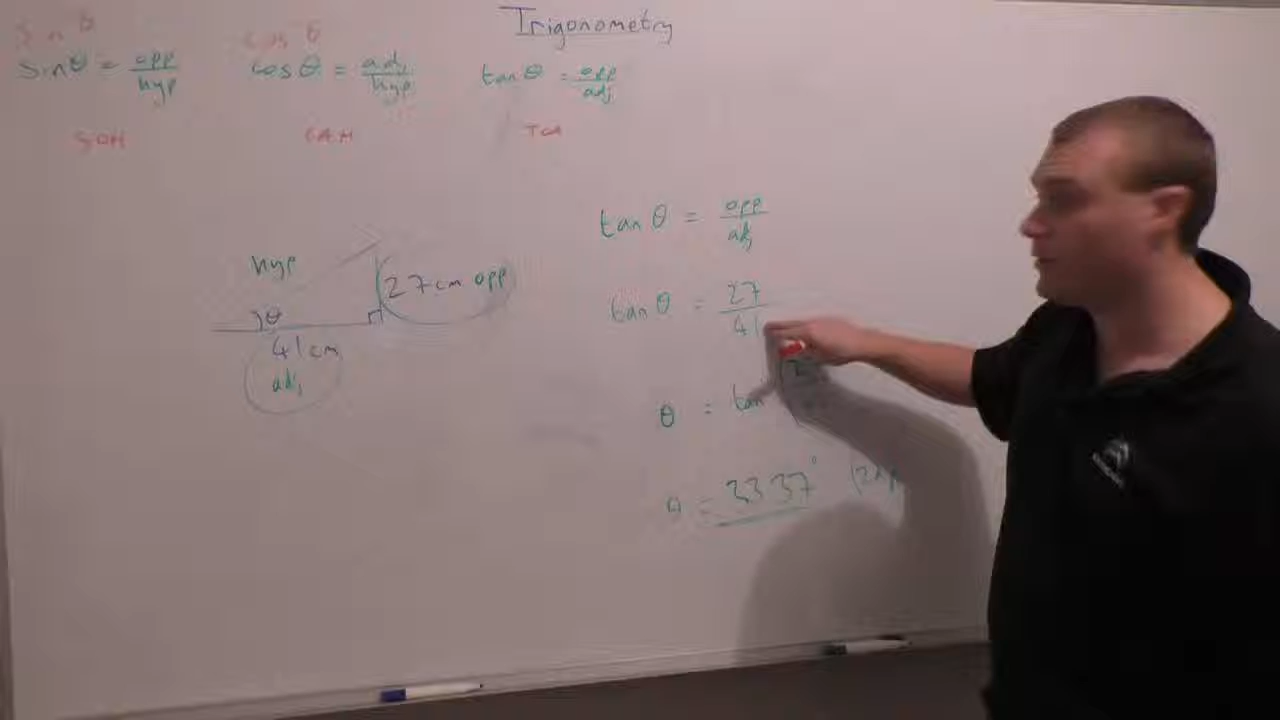 Trigonometry
sin θ
cos θ
sin θ = opp/hyp
cos θ = adj/hyp
tan θ = opp/adj
SOH
CAH
TOA
tan θ = opp/adj
hyp
27cm opp
θ
41cm
adj
tan θ = 27/41
θ = tan
θ = 33.37°